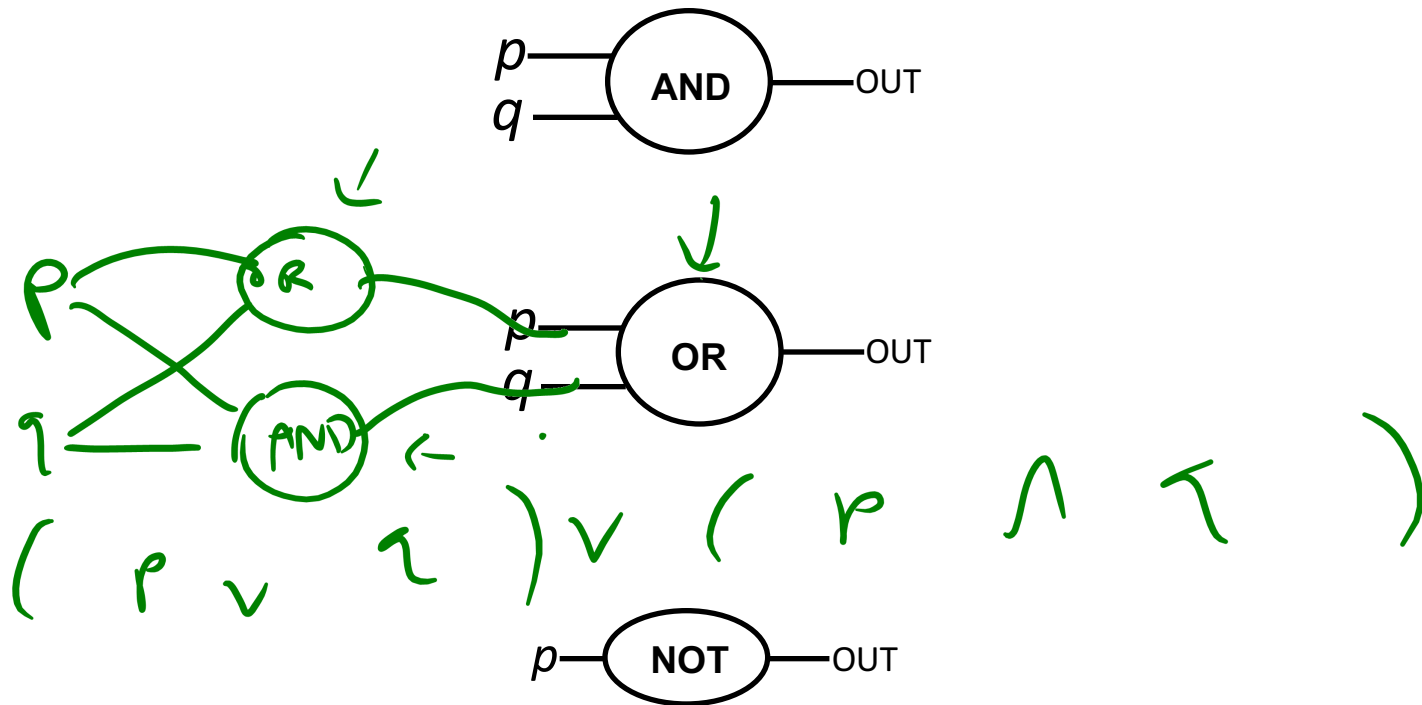 p AND OUT
q
P OR
p OR OUT
q
q AND
( p v q ) v ( p ∧ q )
p NOT OUT